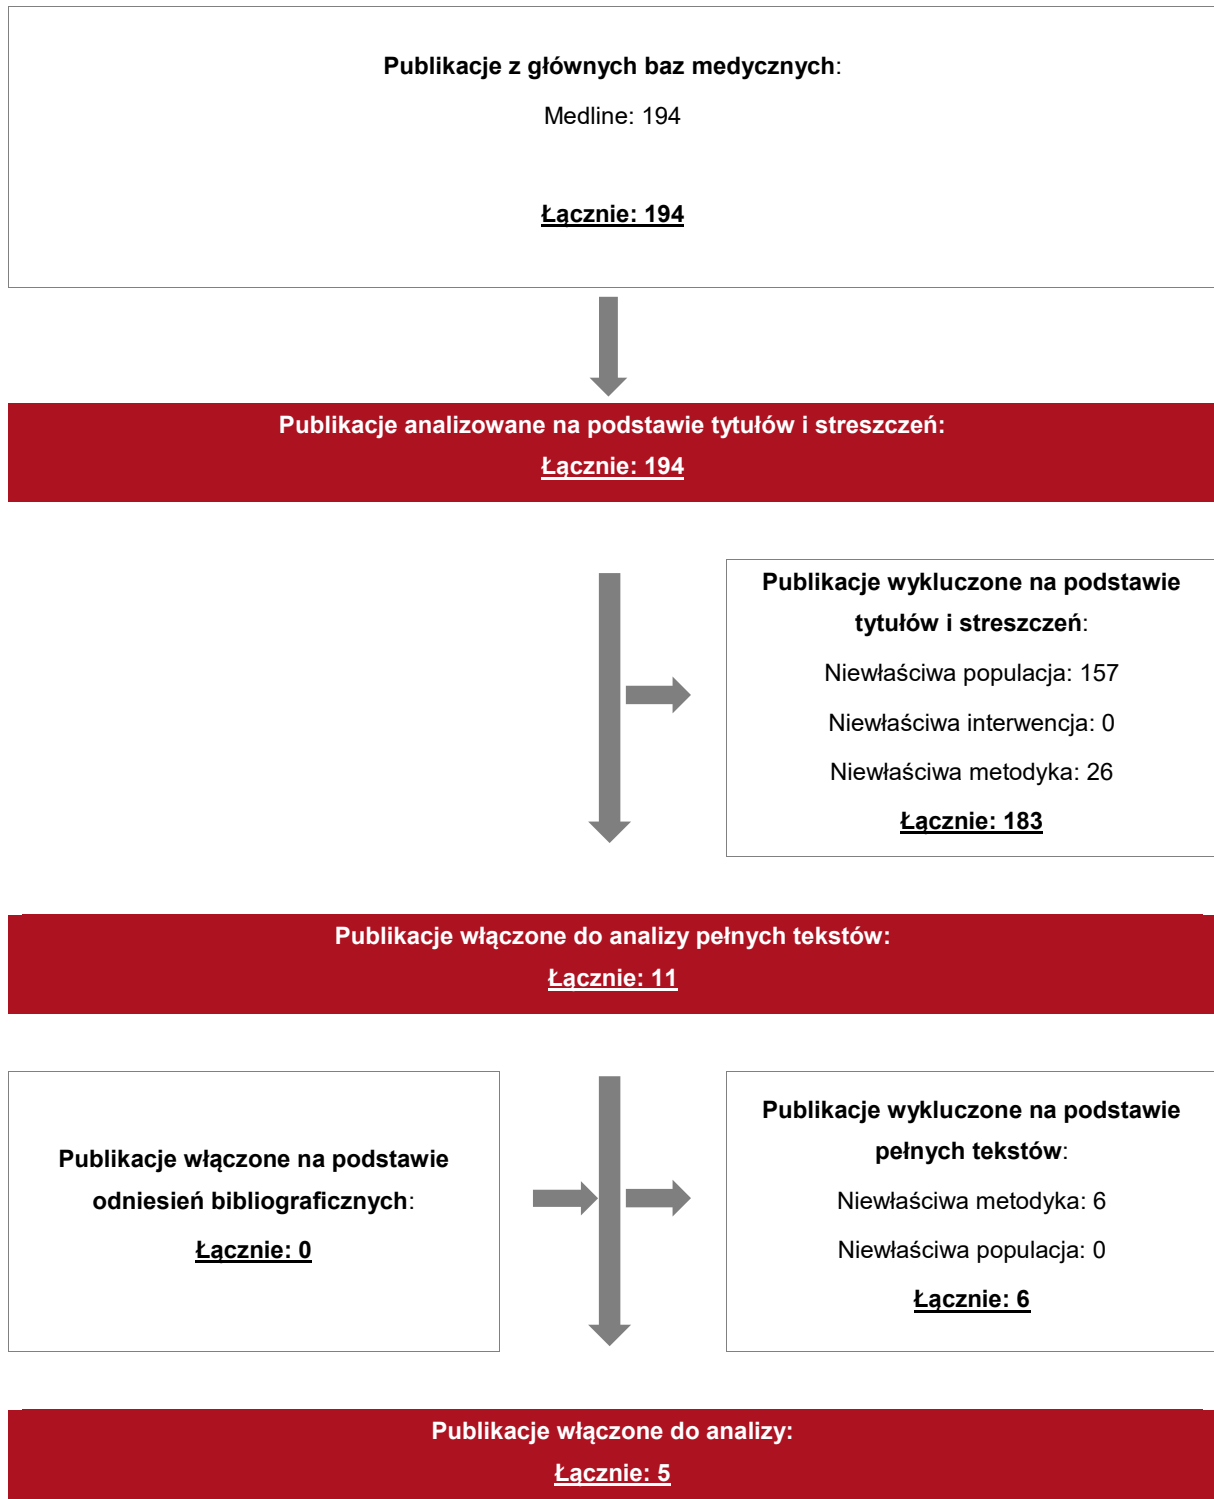 Publikacje z głównych baz medycznych:
Medline: 194
Łącznie: 194
Publikacje analizowane na podstawie tytułów i streszczeń:
Łącznie: 194
Publikacje wykluczone na podstawie
tytułów i streszczeń:
Niewłaściwa populacja: 157
Niewłaściwa interwencja: 0
Niewłaściwa metodyka: 26
Łącznie: 183
Publikacje włączone do analizy pełnych tekstów:
Łącznie: 11
Publikacje włączone na podstawie
odniesień bibliograficznych:
Łącznie: 0
Publikacje wykluczone na podstawie
pełnych tekstów:
Niewłaściwa metodyka: 6
Niewłaściwa populacja: 0
Łącznie: 6
Publikacje włączone do analizy:
Łącznie: 5